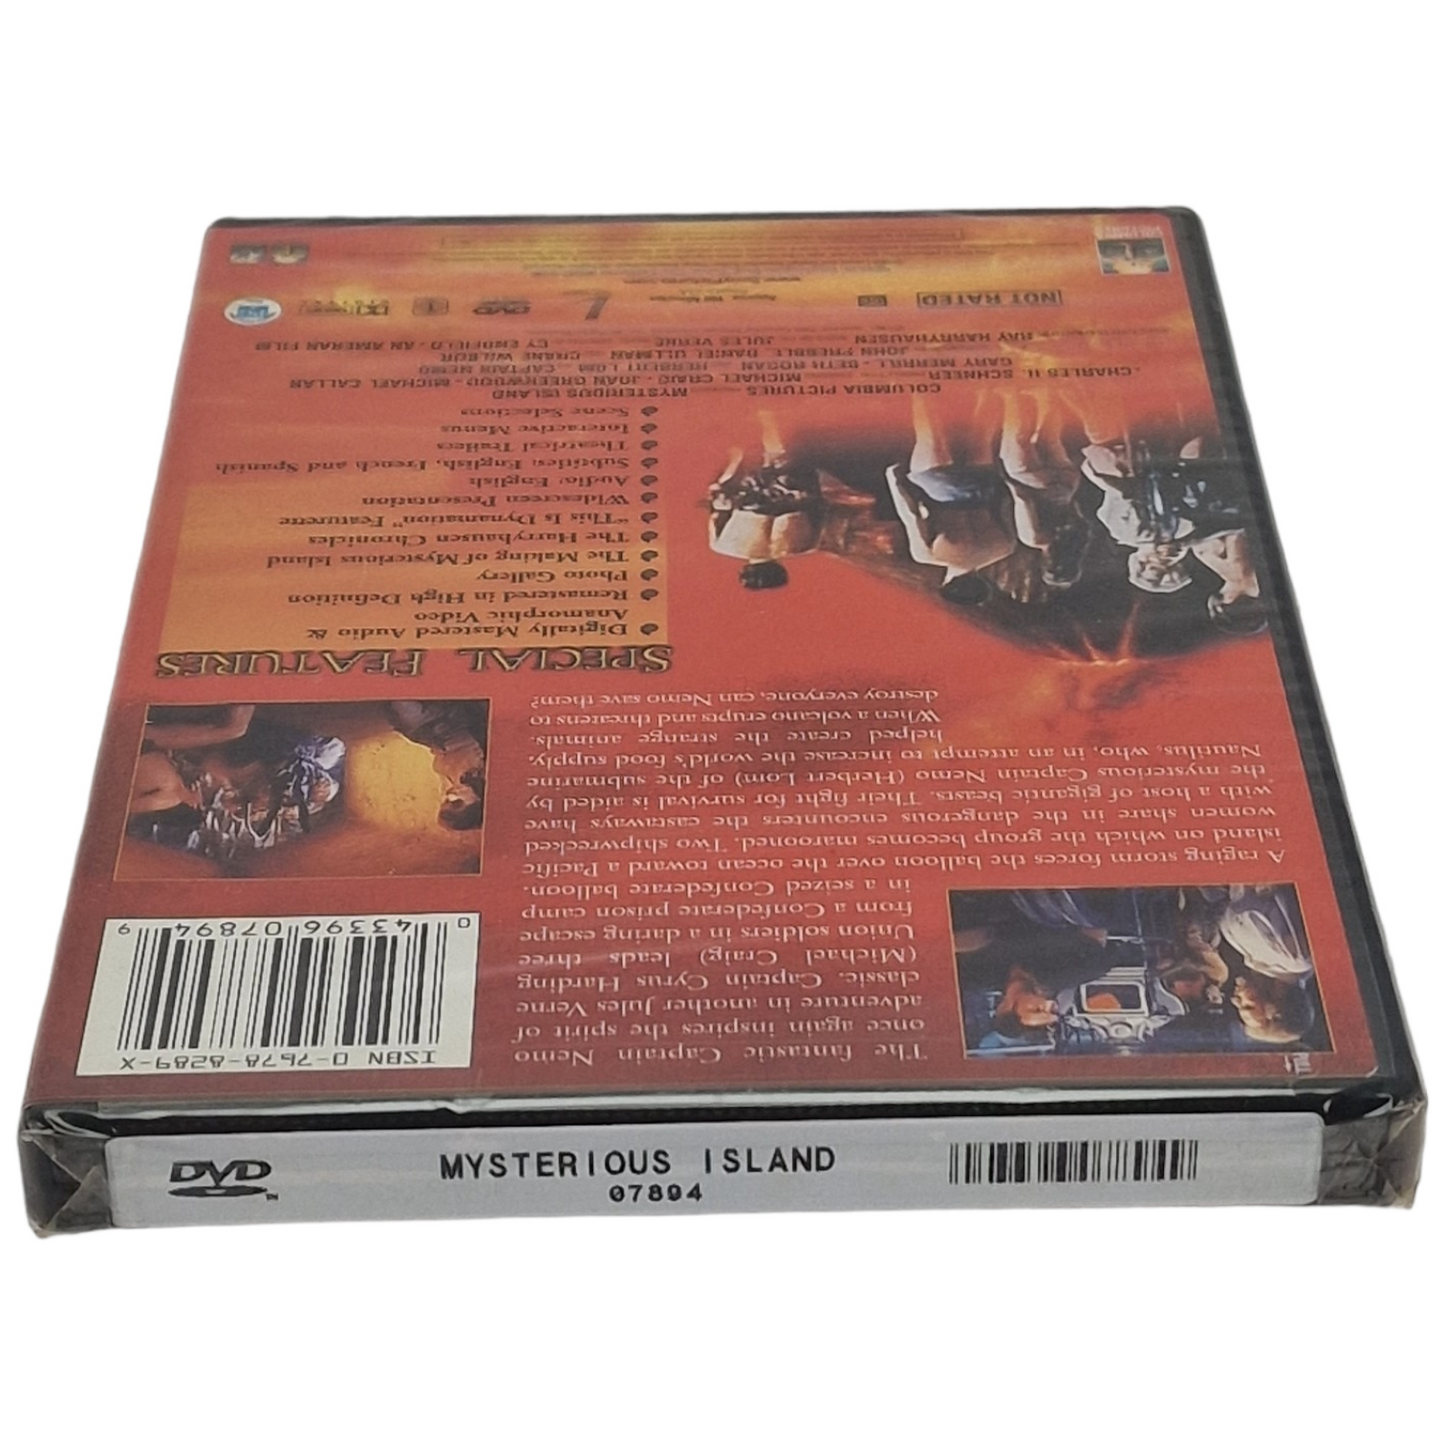 The fantastic Captain Nemo
once again inspires the spirit of
adventure in another Jules Verne
classic. Captain Cyrus Harding
(Michael Craig) leads three
Union soldiers in a daring escape
from a Confederate prison camp
in a seized Confederate balloon.
A raging storm forces the balloon over the ocean toward a Pacific
island on which the group becomes marooned. Two shipwrecked
women share in the dangerous encounters the castaways have
with a host of gigantic beasts. Their fight for survival is aided by
the mysterious Captain Nemo (Herbert Lom) of the submarine
Nautilus, who, in an attempt to increase the world's food supply,
helped create the strange animals.
When a volcano erupts and threatens to
destroy everyone, can Nemo save them?
ISBN 0-7678-8289-X
0 43396 07894 9
SPECIAL FEATURES
Digitally Mastered Audio &
Anamorphic Video
Remastered in High Definition
Photo Gallery
The Making of Mysterious Island
The Harryhausen Chronicles
"This Is Dynamation" Featurette
Widescreen Presentation
Audio: English
Subtitles: English, French and Spanish
Theatrical Trailers
Interactive Menus
Scene Selections
COLUMBIA PICTURES MYSTERIOUS ISLAND
CHARLES H. SCHNEER MICHAEL CRAIG · JOAN GREENWOOD · MICHAEL CALLAN
GARY MERRILL · BETH ROGAN HERBERT LOM CAPTAIN NEMO
JOHN PREBBLE DANIEL ULLMAN CRANE WILBUR
RAY HARRYHAUSEN JULES VERNE CY ENDFIELD · AN AMERAN FILM
NOT RATED
DVD
1
DVD
MYSTERIOUS ISLAND
07894